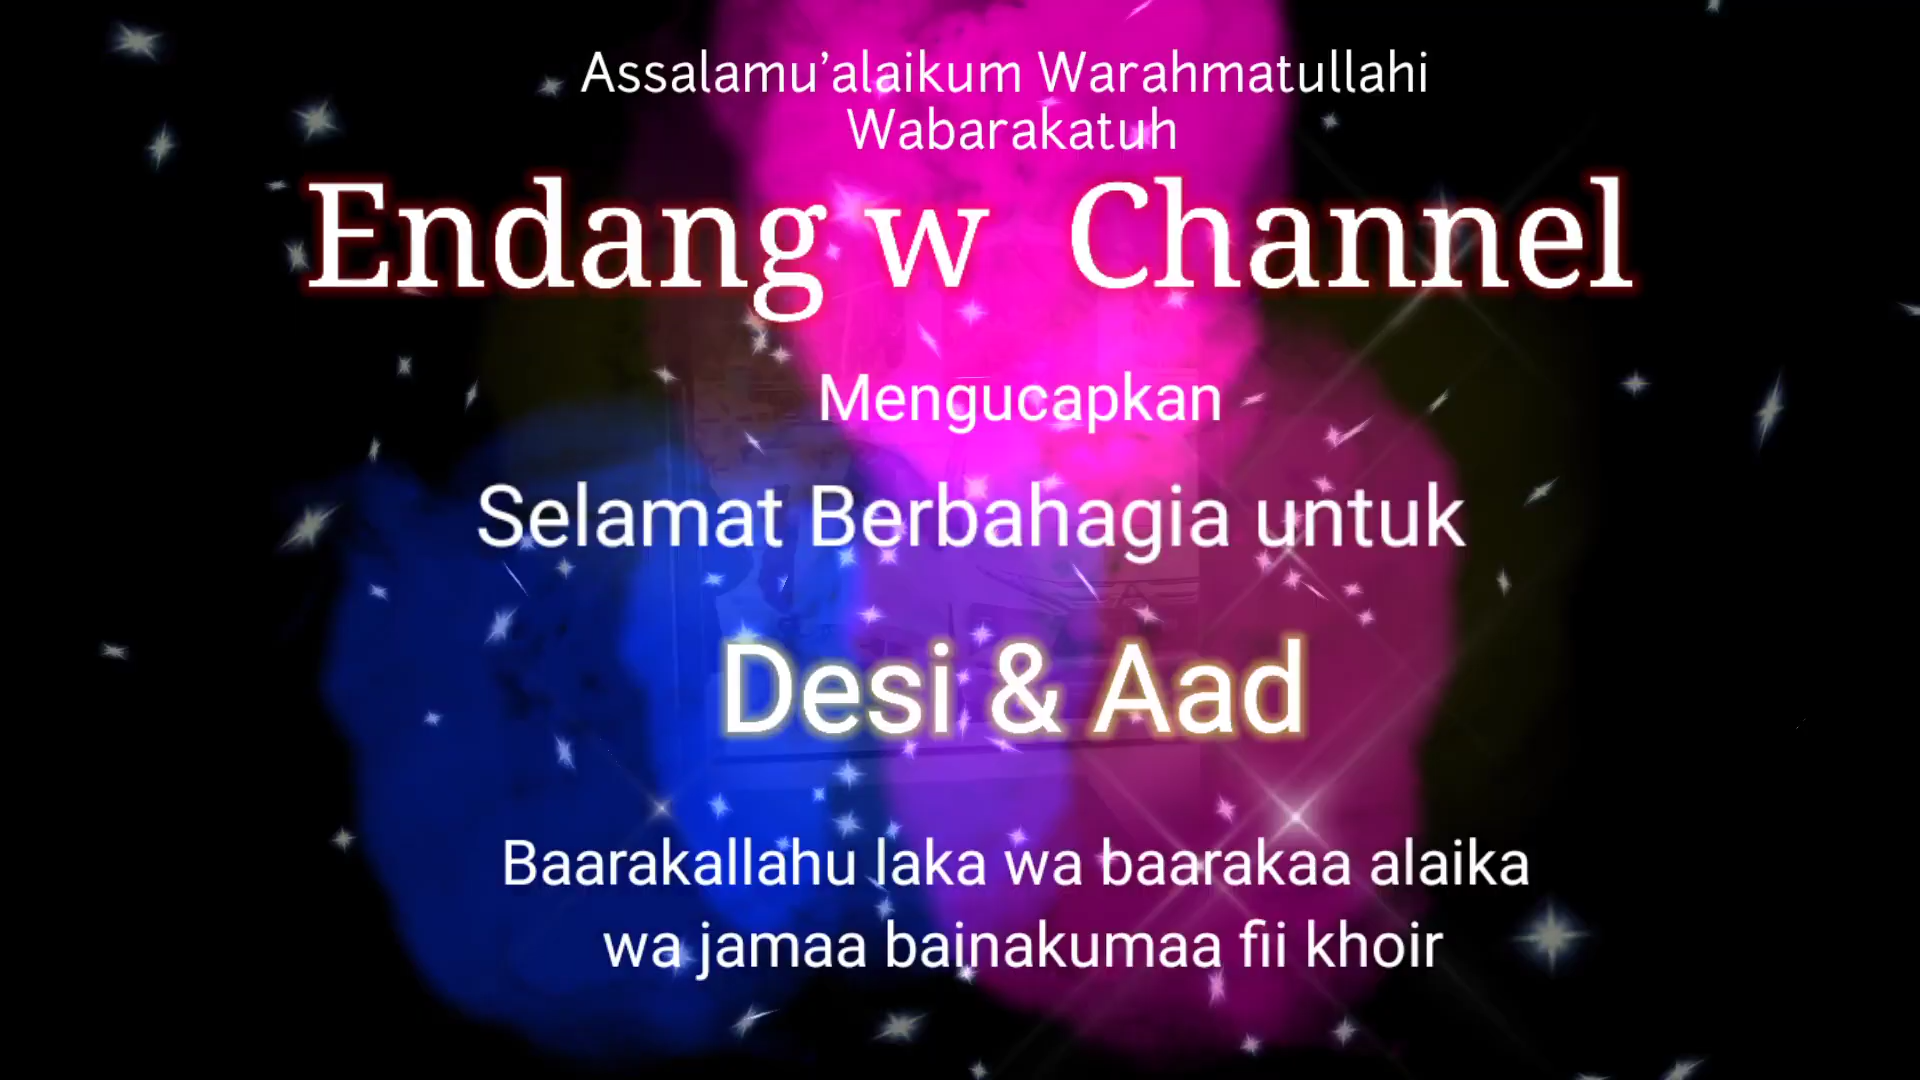 Assalamu’alaikum Warahmatullahi
Wabarakatuh
Endang w Channel
Mengucapkan
Selamat Berbahagia untuk
Desi & Aad
Baarakallahu laka wa baarakaa alaika
wa jamaa bainakumaa fii khoir